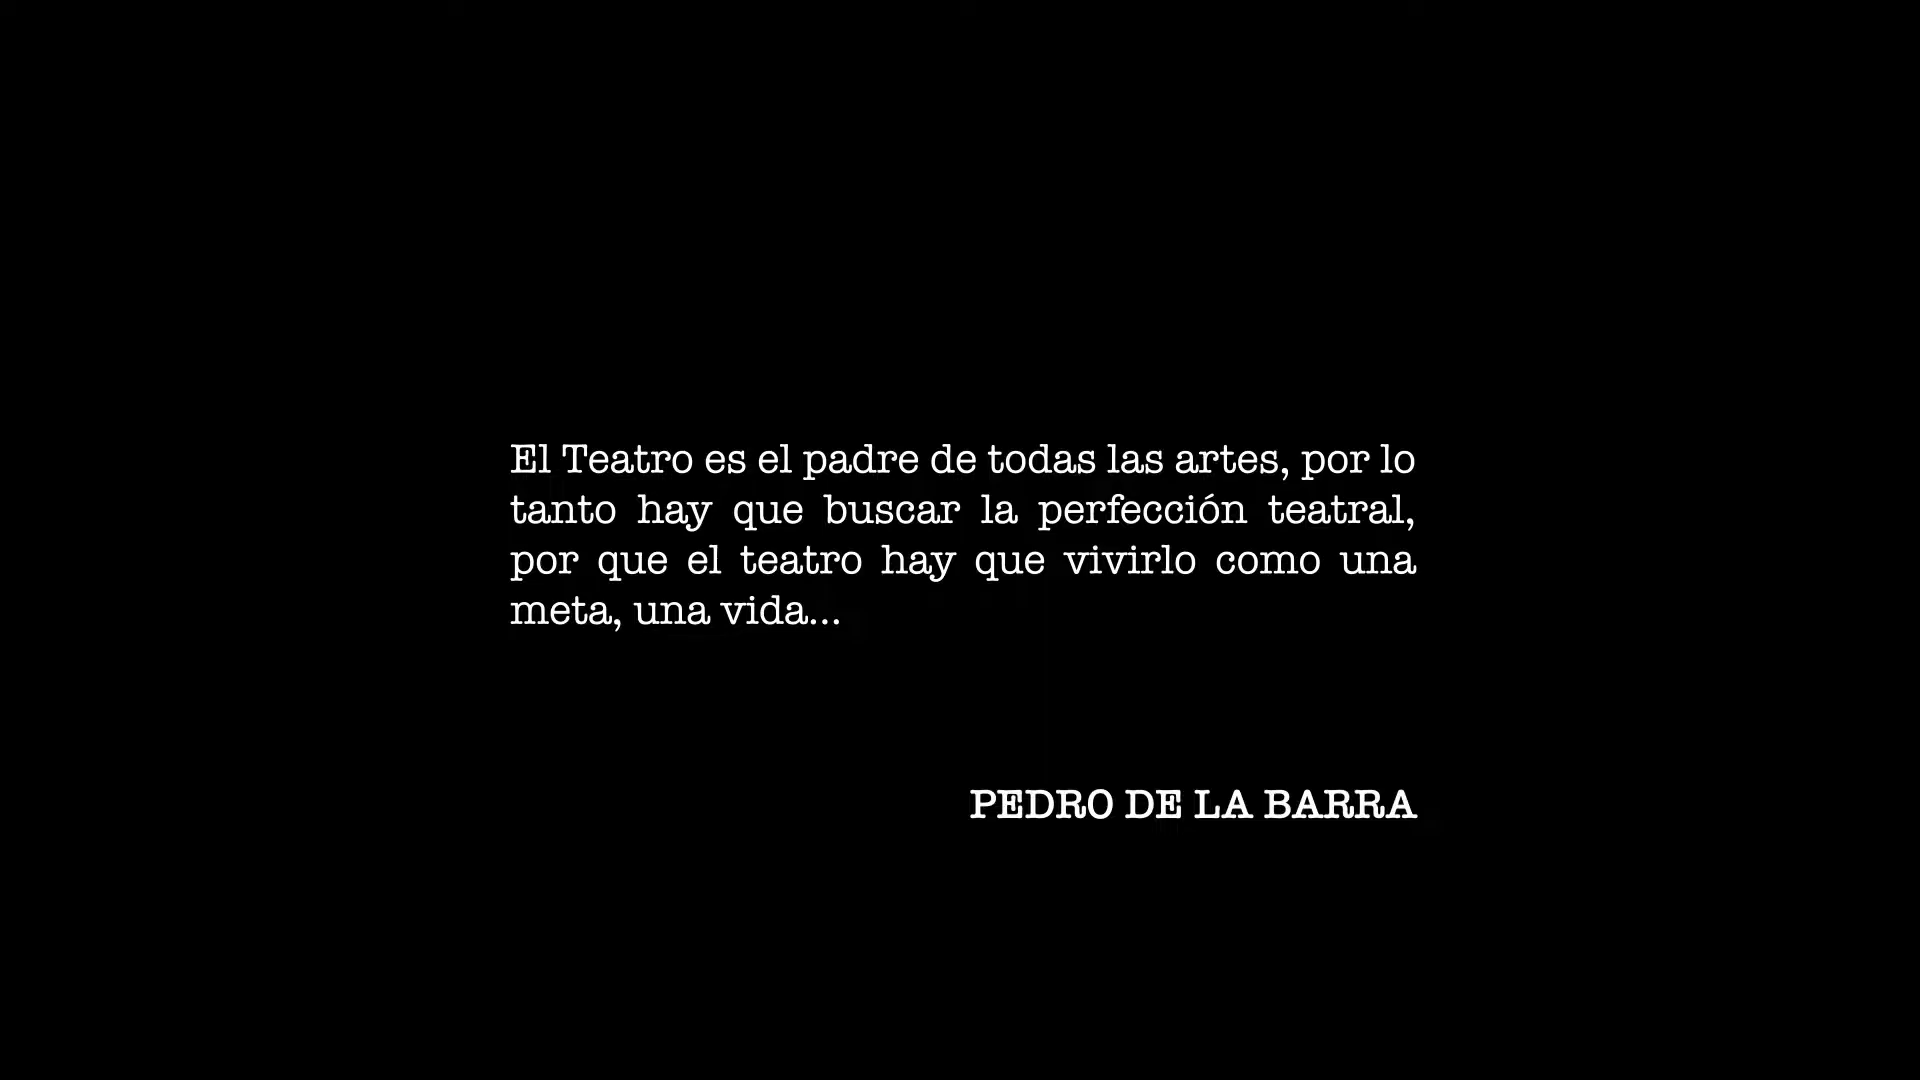 El Teatro es el padre de todas las artes, por lo
tanto hay que buscar la perfección teatral,
por que el teatro hay que vivirlo como una
meta, una vida...
PEDRO DE LA BARRA